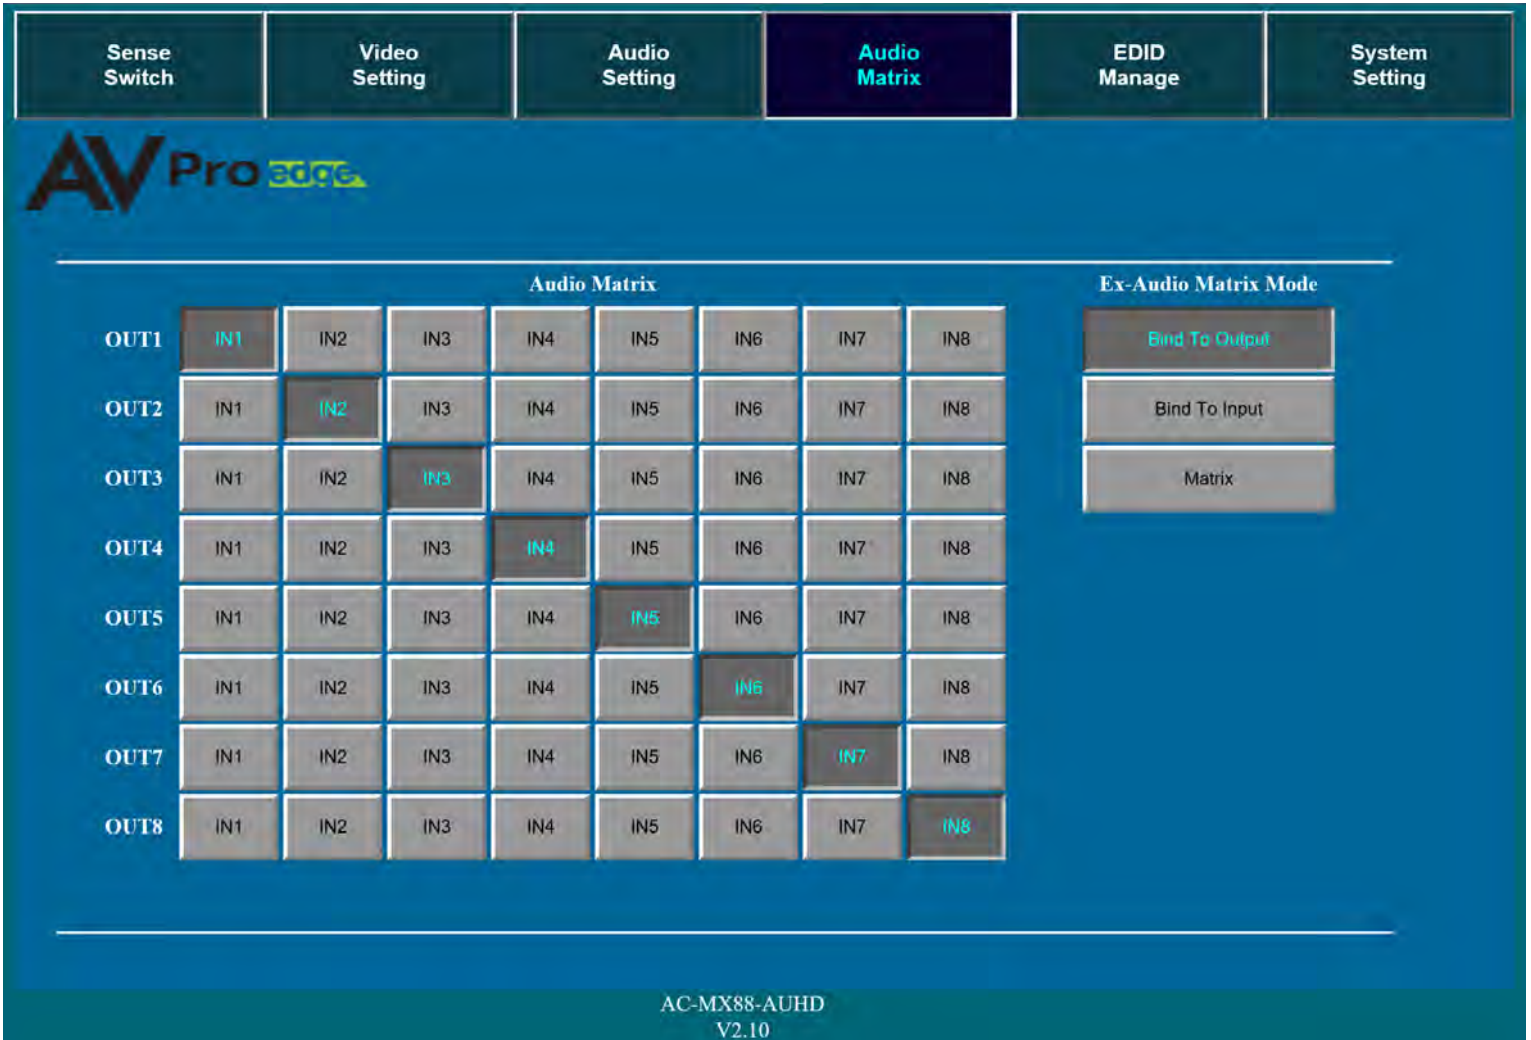 Sense Switch
Video Setting
Audio Setting
Audio Matrix
EDID Manage
System Setting
AVPro edge
Audio Matrix
Ex-Audio Matrix Mode
OUT1 IN1 IN2 IN3 IN4 IN5 IN6 IN7 IN8 Bind To Output
OUT2 IN1 IN2 IN3 IN4 IN5 IN6 IN7 IN8 Bind To Input
OUT3 IN1 IN2 IN3 IN4 IN5 IN6 IN7 IN8 Matrix
OUT4 IN1 IN2 IN3 IN4 IN5 IN6 IN7 IN8
OUT5 IN1 IN2 IN3 IN4 IN5 IN6 IN7 IN8
OUT6 IN1 IN2 IN3 IN4 IN5 IN6 IN7 IN8
OUT7 IN1 IN2 IN3 IN4 IN5 IN6 IN7 IN8
OUT8 IN1 IN2 IN3 IN4 IN5 IN6 IN7 IN8
AC-MX88-AUHD
V2.10